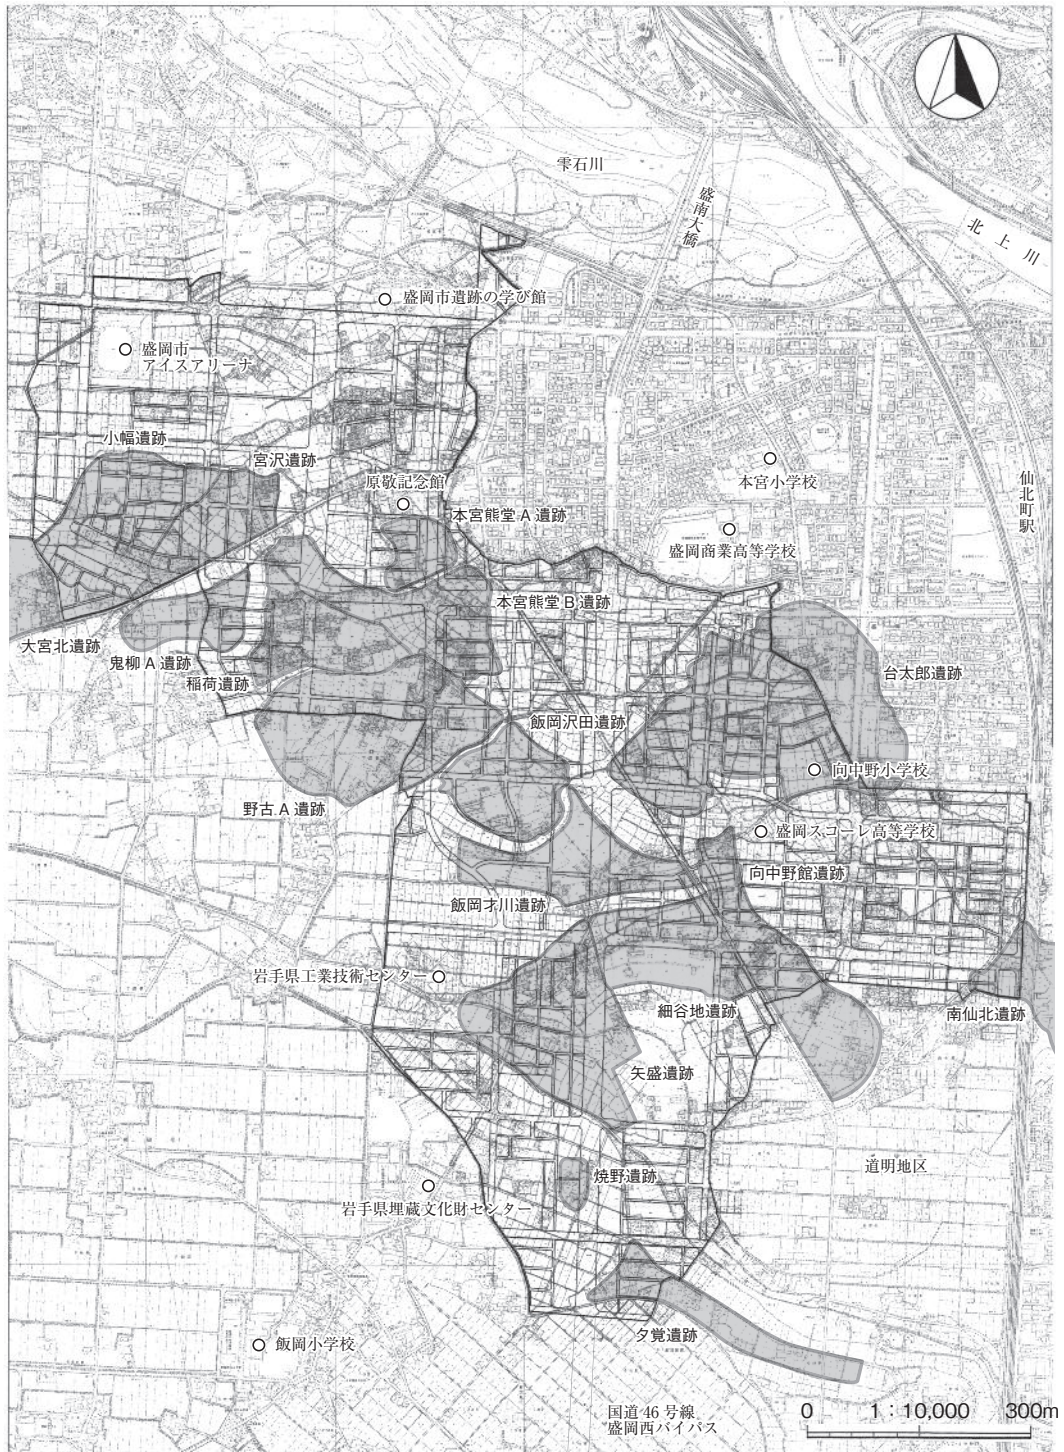 雫石川
盛南大橋
北上川
盛岡市遺跡の学び館
盛岡市
アイスアリーナ
小幅遺跡
宮沢遺跡
原敬記念館
本宮小学校
仙北町駅
本宮熊堂A遺跡
盛岡商業高等学校
本宮熊堂B遺跡
大宮北遺跡
鬼柳A遺跡
稲荷遺跡
台太郎遺跡
飯岡沢田遺跡
向中野小学校
野古A遺跡
盛岡スコーレ高等学校
向中野館遺跡
飯岡才川遺跡
岩手県工業技術センター
細谷地遺跡
南仙北遺跡
矢盛遺跡
道明地区
焼野遺跡
岩手県埋蔵文化財センター
夕覚遺跡
飯岡小学校
国道46号線
盛岡西バイパス
0 1:10,000 300m